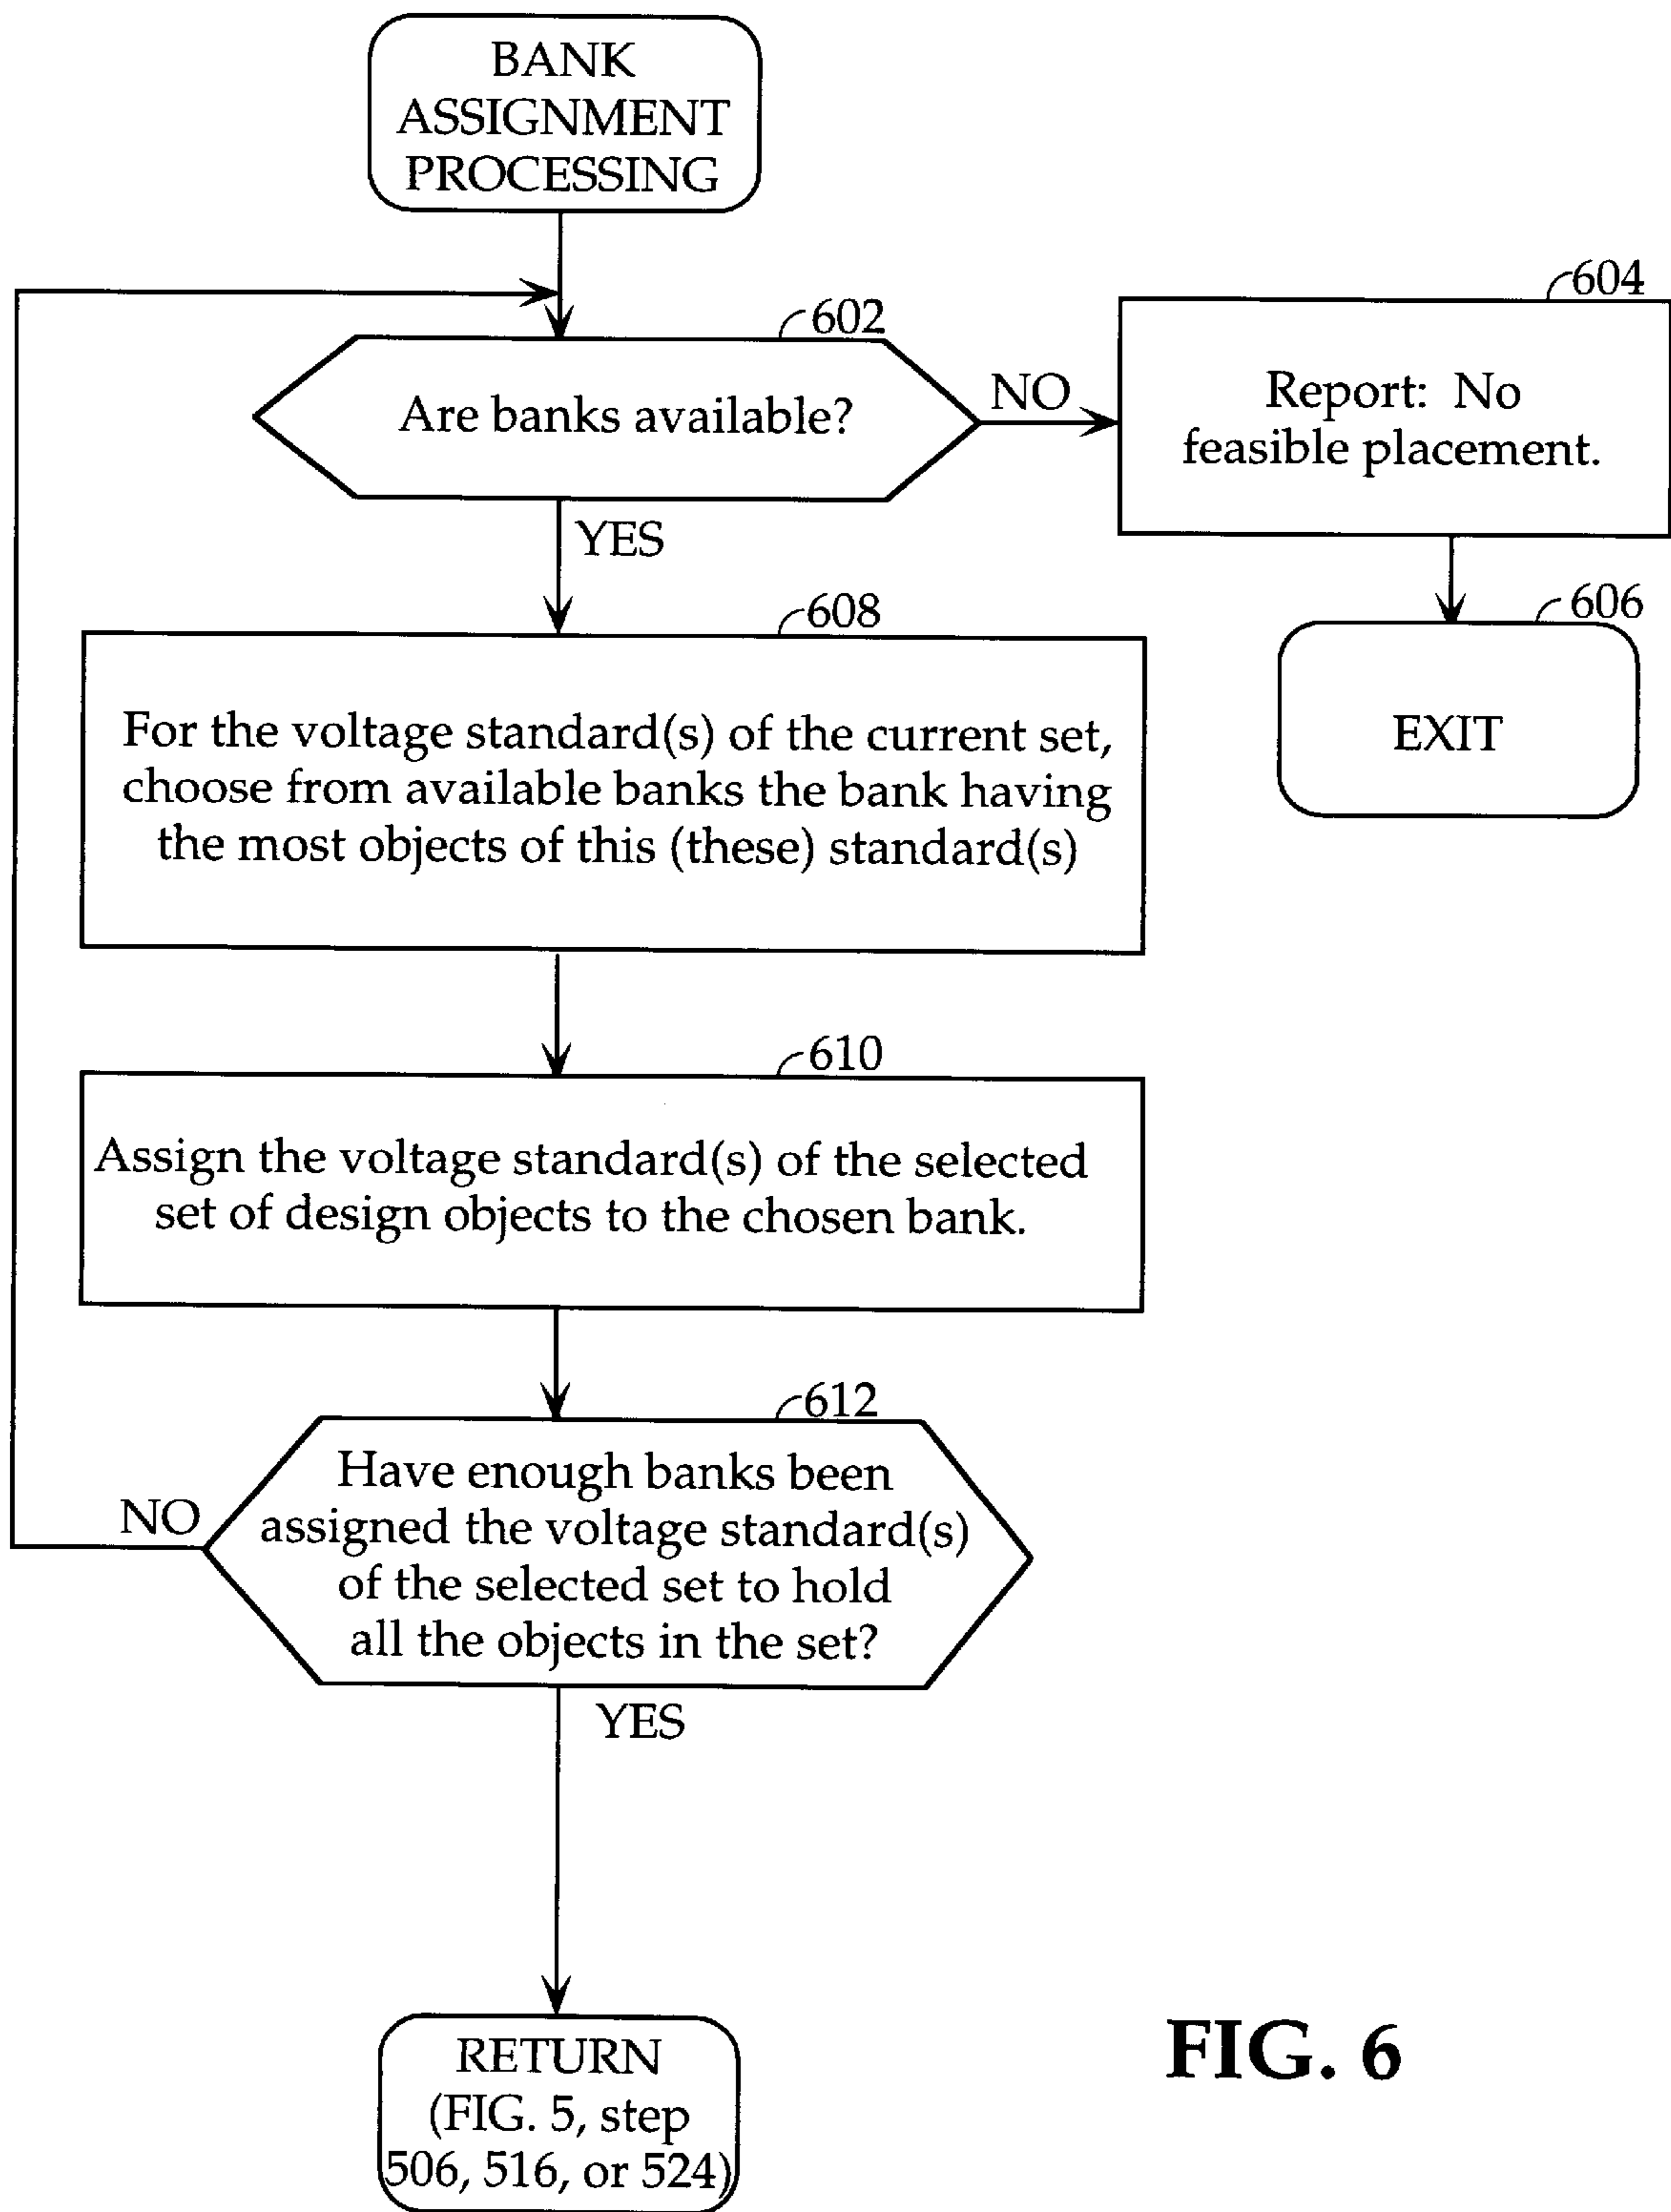 BANK
ASSIGNMENT
PROCESSING
602
Are banks available?
NO
604
Report: No
feasible placement.
YES
606
EXIT
608
For the voltage standard(s) of the current set,
choose from available banks the bank having
the most objects of this (these) standard(s)
610
Assign the voltage standard(s) of the selected
set of design objects to the chosen bank.
612
Have enough banks been
assigned the voltage standard(s)
of the selected set to hold
all the objects in the set?
NO
YES
RETURN
(FIG. 5, step
506, 516, or 524)
FIG. 6